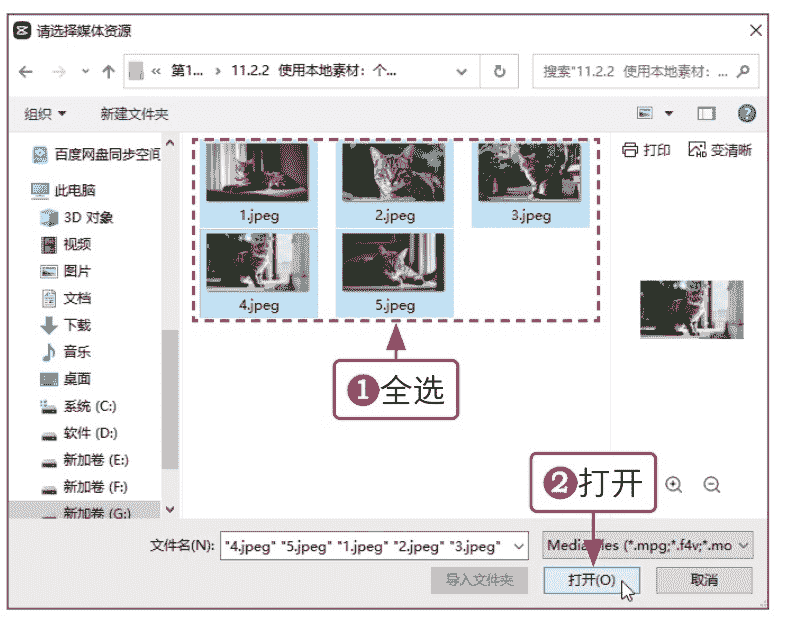 请选择媒体资源
« 第1... › 11.2.2 使用本地素材：个...
搜索"11.2.2 使用本地素材：...
组织
新建文件夹
百度网盘同步空间
此电脑
3D 对象
视频
图片
文档
下载
音乐
桌面
系统 (C:)
软件 (D:)
新加卷 (E:)
新加卷 (F:)
新加卷 (G:)
1.jpeg
2.jpeg
3.jpeg
4.jpeg
5.jpeg
打印
变清晰
❶全选
❷打开
文件名(N):
"4.jpeg" "5.jpeg" "1.jpeg" "2.jpeg" "3.jpeg"
(*.mpg;*.f4v;*.mo
导入文件夹
打开(O)
取消